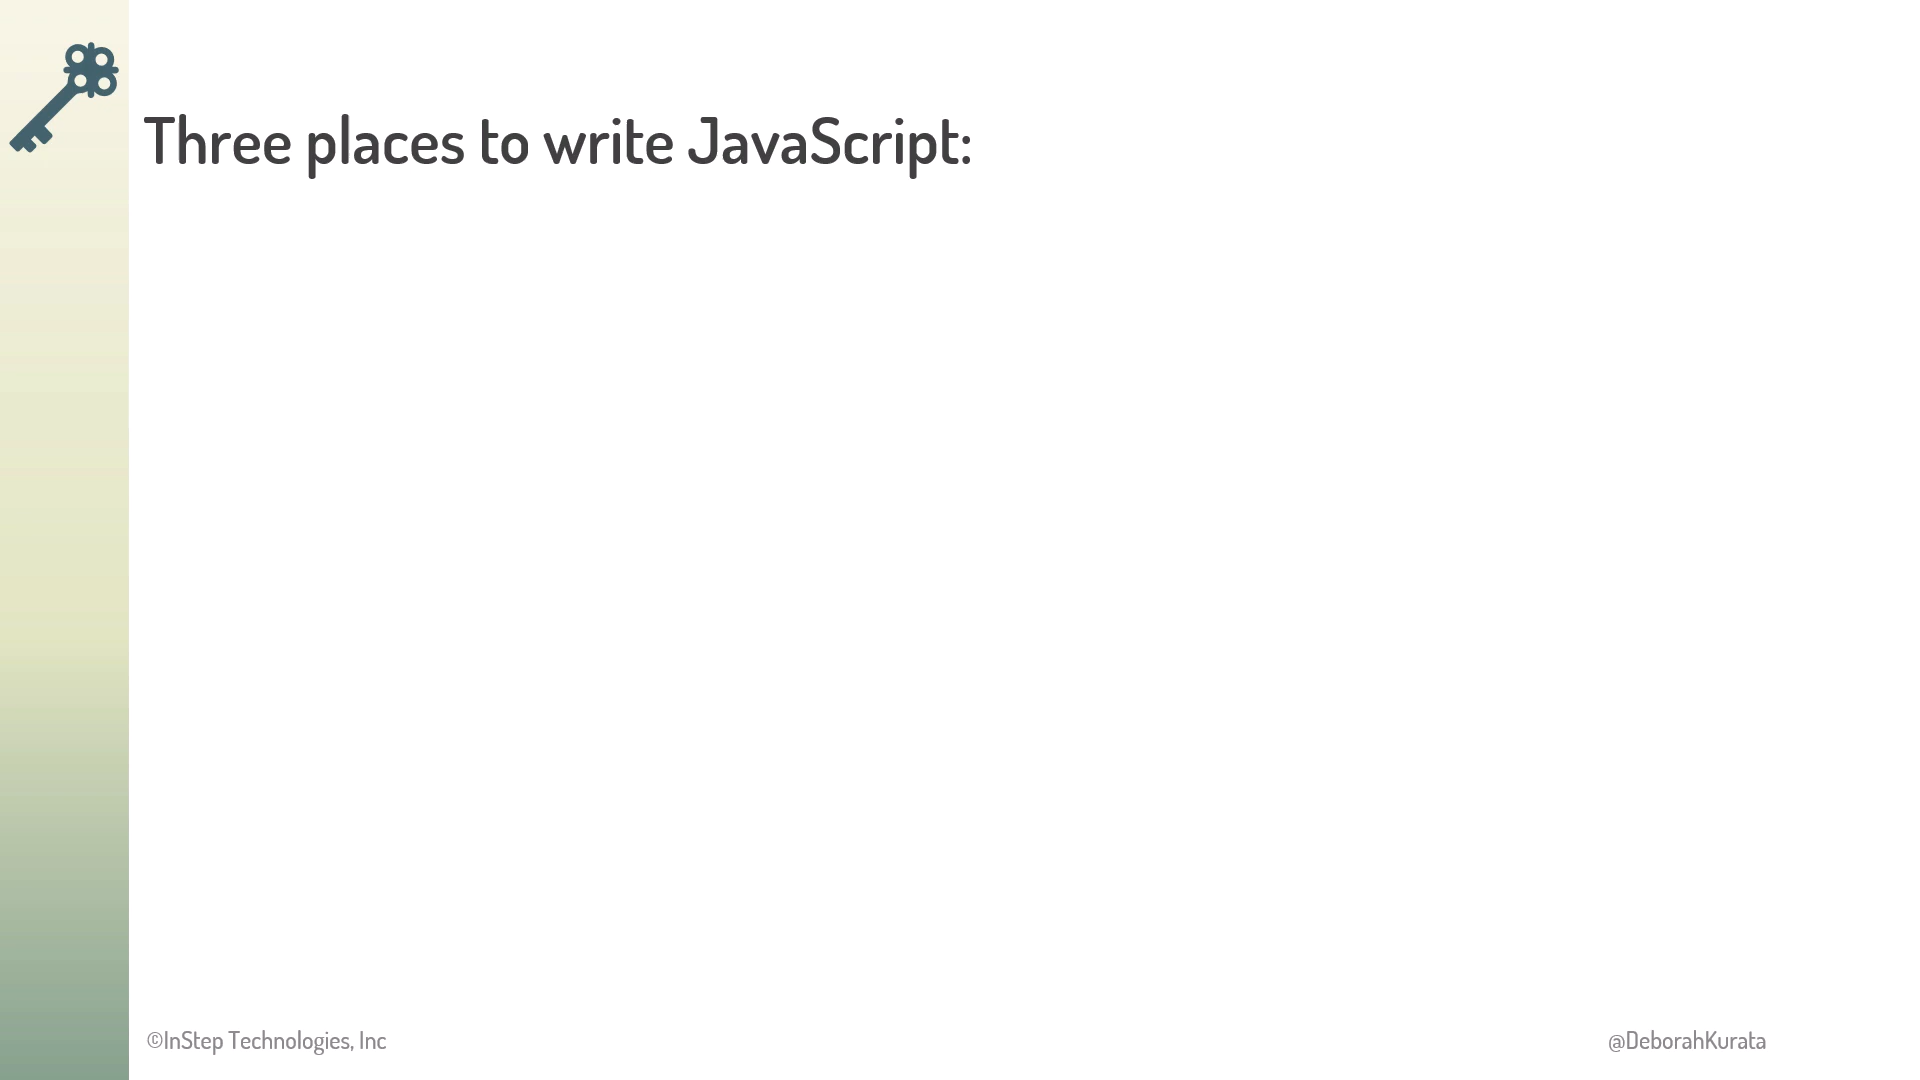 Three places to write JavaScript:
©InStep Technologies, Inc
@DeborahKurata